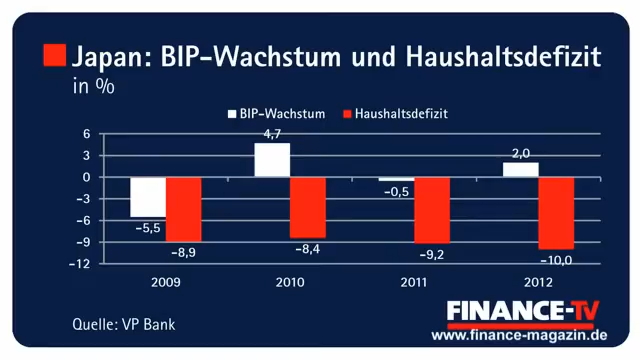 Japan: BIP-Wachstum und Haushaltsdefizit
in %
BIP-Wachstum Haushaltsdefizit
6
3
0
-3
-6
-9
-12
4,7
2,0
-0,5
-5,5
-8,9
-8,4
-9,2
-10,0
2009 2010 2011 2012
FINANCE-TV
Quelle: VP Bank
www.finance-magazin.de